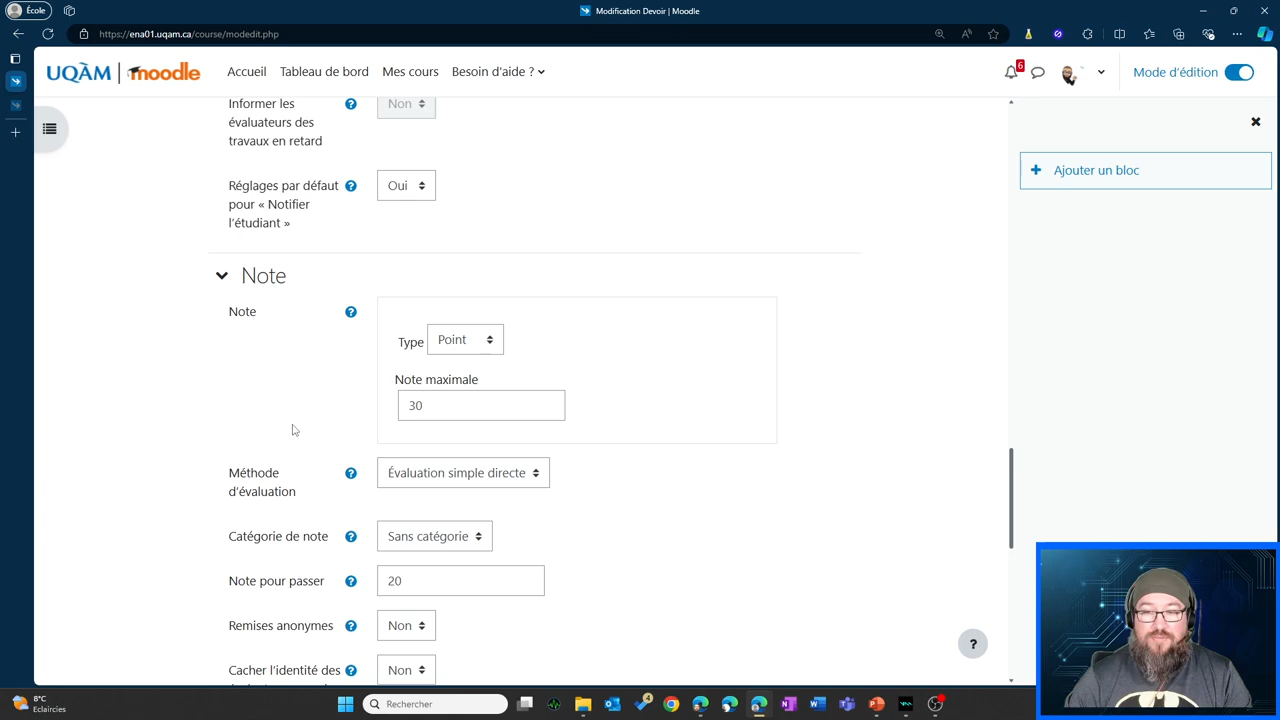 École
Modification Devoir | Moodle
https://ena01.uqam.ca/course/modedit.php
UQÀM | moodle
Accueil
Tableau de bord
Mes cours
Besoin d'aide ?
6
Mode d'édition
Informer les
évaluateurs des
travaux en retard
Non
Ajouter un bloc
Réglages par défaut
pour « Notifier
l'étudiant »
Oui
Note
Note
Type Point
Note maximale
30
Méthode
d'évaluation
Évaluation simple directe
Catégorie de note
Sans catégorie
Note pour passer
20
Remises anonymes
Non
Cacher l'identité des
Non
?
8°C
Eclaircies
Rechercher
4